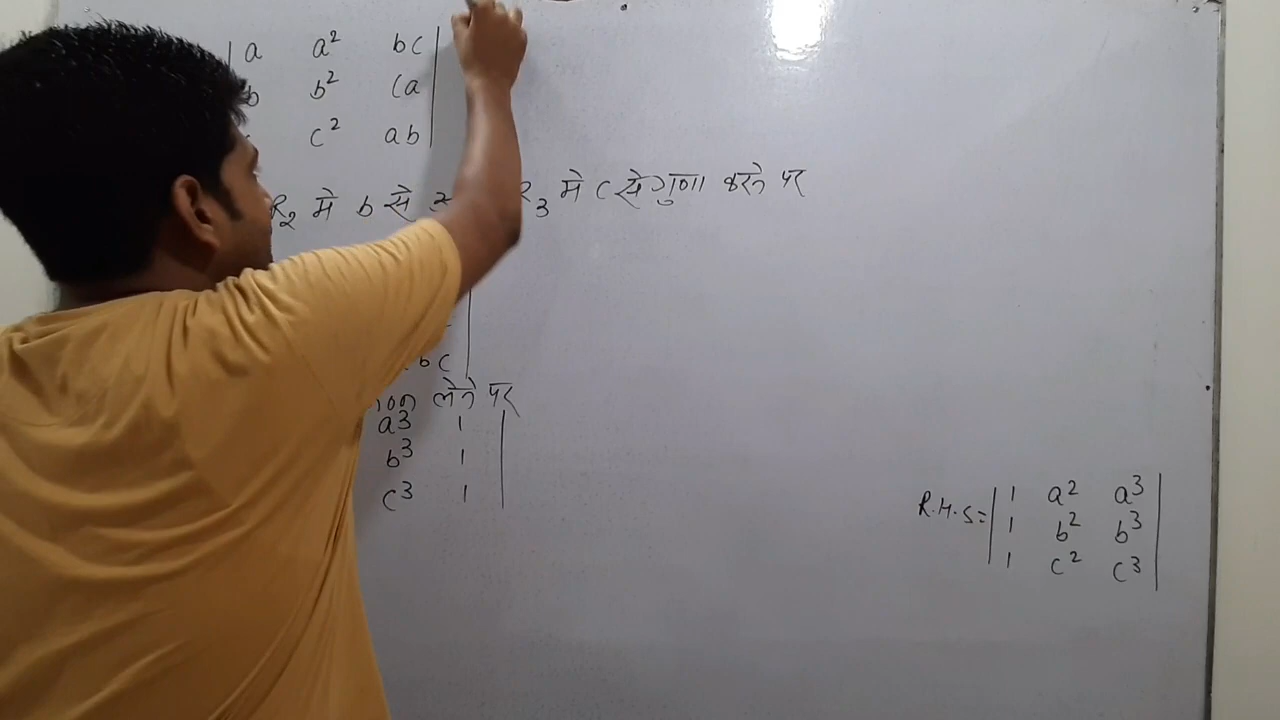 | a a² bc |
b b² ca
c² ab |
R₂ मे b से R₃ मे c से गुणा करने पर
bc |
लेने पर
a³ 1 |
b³ 1
c³ 1
R.H.S = | 1 a² a³ |
1 b² b³
1 c² c³